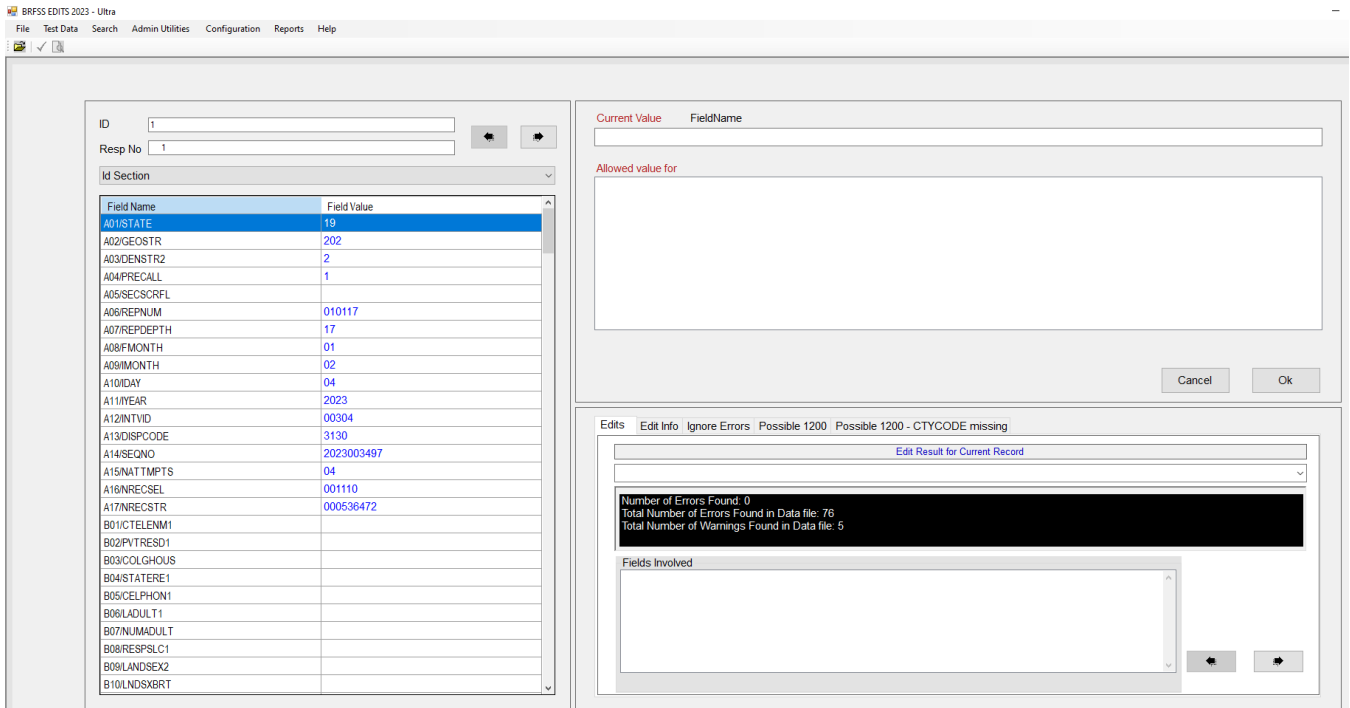 BRFSS EDITS 2023 - Ultra
File Test Data Search Admin Utilities Configuration Reports Help
ID 1
Resp No 1
Id Section
Field Name Field Value
A01/STATE 19
A02/GEOSTR 202
A03/DENSTR2 2
A04/PRECALL 1
A05/SECSCRFL
A06/REPNUM 010117
A07/REPDEPTH 17
A08/FMONTH 01
A09/IMONTH 02
A10/IDAY 04
A11/IYEAR 2023
A12/INTVID 00304
A13/DISPCODE 3130
A14/SEQNO 2023003497
A15/NATTMPTS 04
A16/NRECSEL 001110
A17/NRECSTR 000536472
B01/CTELENM1
B02/PVTRESD1
B03/COLGHOUS
B04/STATERE1
B05/CELPHON1
B06/LADULT1
B07/NUMADULT
B08/RESPSLC1
B09/LANDSEX2
B10/LNDSXBRT
Current Value FieldName
Allowed value for
Cancel Ok
Edits Edit Info Ignore Errors Possible 1200 Possible 1200 - CTYCODE missing
Edit Result for Current Record
Number of Errors Found: 0
Total Number of Errors Found in Data file: 76
Total Number of Warnings Found in Data file: 5
Fields Involved